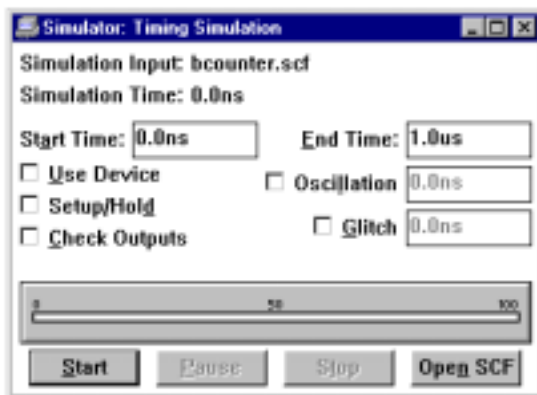 Simulator: Timing Simulation
Simulation Input: bcounter.scf
Simulation Time: 0.0ns
Start Time: 0.0ns End Time: 1.0us
Use Device
Oscillation 0.0ns
Setup/Hold
Glitch 0.0ns
Check Outputs
0 50 100
Start Pause Stop Open SCF